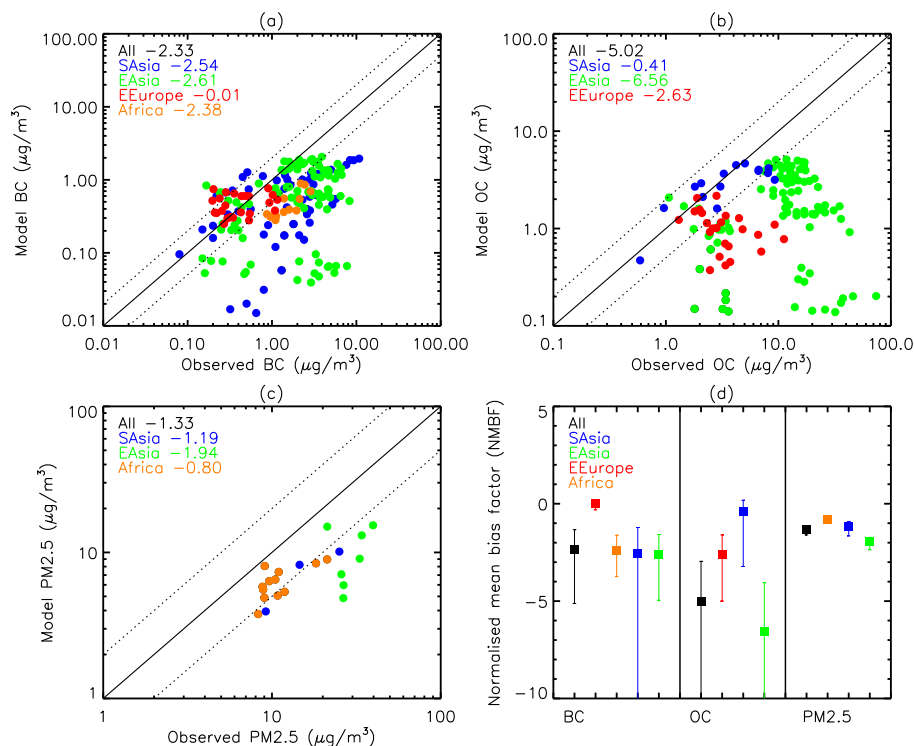 (a)
100.00
10.00
1.00
0.10
0.01
Model BC (μg/m³)
All −2.33
SAsia −2.54
EAsia −2.61
EEurope −0.01
Africa −2.38
0.01 0.10 1.00 10.00 100.00
Observed BC (μg/m³)
(b)
100.0
10.0
1.0
0.1
Model OC (μg/m³)
All −5.02
SAsia −0.41
EAsia −6.56
EEurope −2.63
0.1 1.0 10.0 100.0
Observed OC (μg/m³)
(c)
100
10
1
Model PM2.5 (μg/m³)
All −1.33
SAsia −1.19
EAsia −1.94
Africa −0.80
1 10 100
Observed PM2.5 (μg/m³)
(d)
5
0
−5
−10
Normalised mean bias factor (NMBF)
All
SAsia
EAsia
EEurope
Africa
BC OC PM2.5